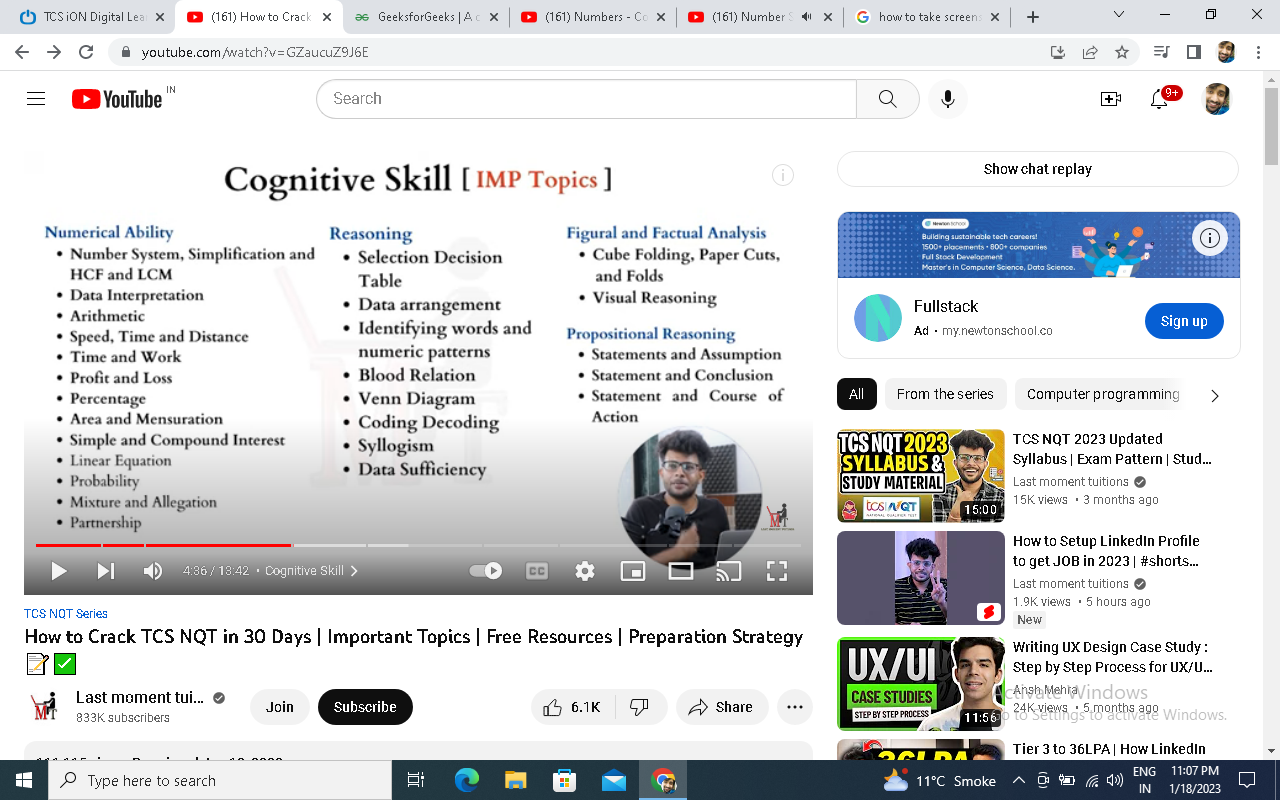 TCS iON Digital Lea
(161) How to Crack
GeeksforGeeks | A c
(161) Numbers - Co
(161) Number S
how to take screens
youtube.com/watch?v=GZaucuZ9J6E
YouTube IN
Search
9+
Cognitive Skill [ IMP Topics ]
Numerical Ability
• Number System, Simplification and
HCF and LCM
• Data Interpretation
• Arithmetic
• Speed, Time and Distance
• Time and Work
• Profit and Loss
• Percentage
• Area and Mensuration
• Simple and Compound Interest
• Linear Equation
• Probability
• Mixture and Allegation
• Partnership
Reasoning
• Selection Decision
Table
• Data arrangement
• Identifying words and
numeric patterns
• Blood Relation
• Venn Diagram
• Coding Decoding
• Syllogism
• Data Sufficiency
Figural and Factual Analysis
• Cube Folding, Paper Cuts,
and Folds
• Visual Reasoning
Propositional Reasoning
• Statements and Assumption
• Statement and Conclusion
• Statement and Course of
Action
4:36 / 13:42 • Cognitive Skill
CC
TCS NQT Series
How to Crack TCS NQT in 30 Days | Important Topics | Free Resources | Preparation Strategy
Last moment tui...
833K subscribers
Join
Subscribe
6.1K
Share
Show chat replay
Newton School
Building sustainable tech careers!
1500+ placements • 800+ companies
Full Stack Development
Master's in Computer Science, Data Science.
Fullstack
Ad • my.newtonschool.co
Sign up
All
From the series
Computer programming
TCS NQT 2023
SYLLABUS &
STUDY MATERIAL
15:00
TCS NQT 2023 Updated
Syllabus | Exam Pattern | Stud...
Last moment tuitions
15K views • 3 months ago
How to Setup LinkedIn Profile
to get JOB in 2023 | #shorts...
Last moment tuitions
1.9K views • 5 hours ago
New
UX/UI
CASE STUDIES
STEP BY STEP PROCESS
11:56
Writing UX Design Case Study :
Step by Step Process for UX/U...
Ansh Mehra
24K views • 5 months ago
Activate Windows
Go to Settings to activate Windows.
36LPA
Tier 3 to 36LPA | How LinkedIn
Type here to search
11°C Smoke
ENG
IN
11:07 PM
1/18/2023